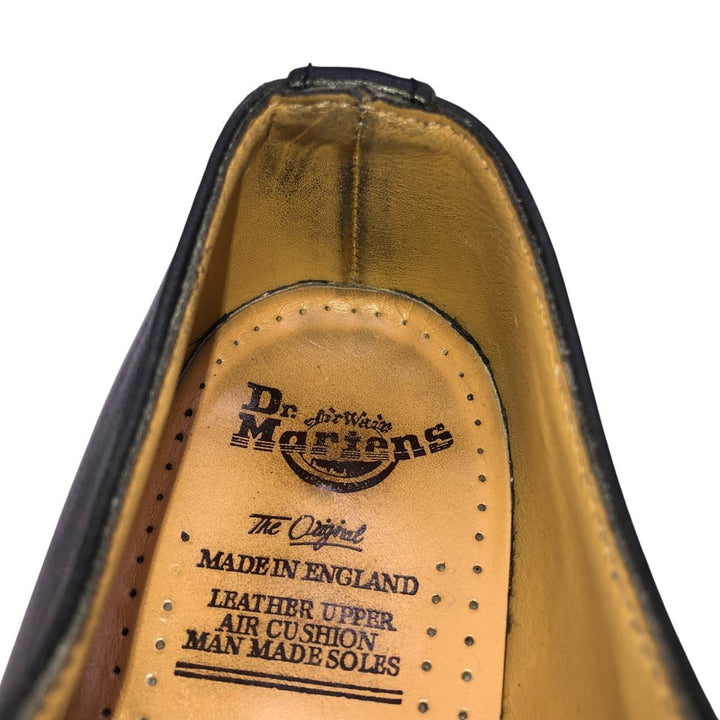 Dr. AirWair
Martens
The Original
MADE IN ENGLAND
LEATHER UPPER
AIR CUSHION
MAN MADE SOLES